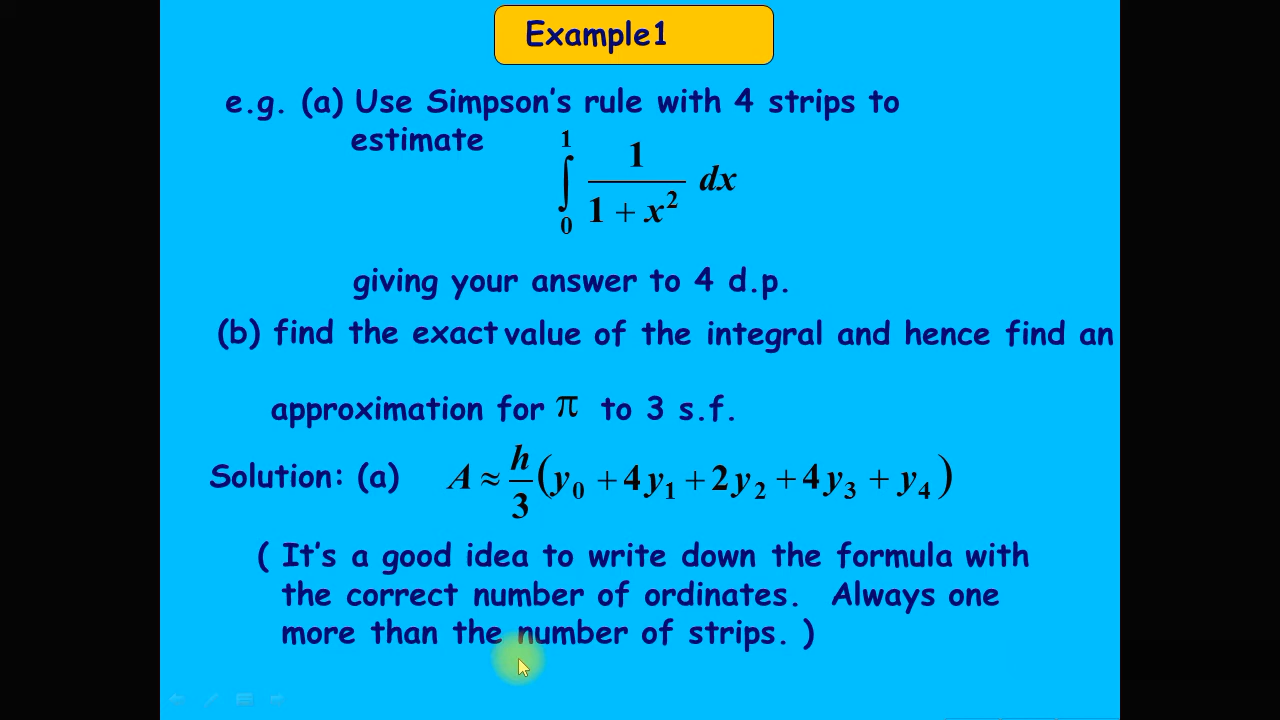 Example1
e.g. (a) Use Simpson's rule with 4 strips to
estimate
∫₀¹ 1/(1 + x²) dx
giving your answer to 4 d.p.
(b) find the exact value of the integral and hence find an
approximation for π to 3 s.f.
Solution: (a) A ≈ h/3 (y₀ + 4y₁ + 2y₂ + 4y₃ + y₄)
( It's a good idea to write down the formula with
the correct number of ordinates. Always one
more than the number of strips. )